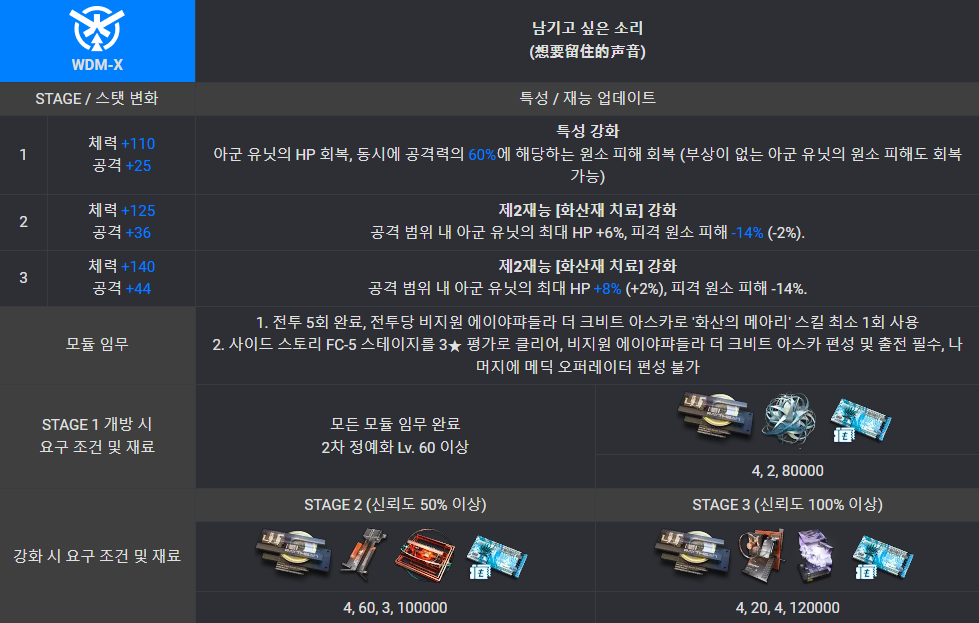 WDM-X
남기고 싶은 소리
(想要留住的声音)
STAGE / 스탯 변화
특성 / 재능 업데이트
1
체력 +110
공격 +25
특성 강화
아군 유닛의 HP 회복, 동시에 공격력의 60%에 해당하는 원소 피해 회복 (부상이 없는 아군 유닛의 원소 피해도 회복
가능)
2
체력 +125
공격 +36
제2재능 [화산재 치료] 강화
공격 범위 내 아군 유닛의 최대 HP +6%, 피격 원소 피해 -14% (-2%).
3
체력 +140
공격 +44
제2재능 [화산재 치료] 강화
공격 범위 내 아군 유닛의 최대 HP +8% (+2%), 피격 원소 피해 -14%.
모듈 임무
1. 전투 5회 완료, 전투당 비지원 에이야퍄들라 더 크비트 아스카로 '화산의 메아리' 스킬 최소 1회 사용
2. 사이드 스토리 FC-5 스테이지를 3★ 평가로 클리어, 비지원 에이야퍄들라 더 크비트 아스카 편성 및 출전 필수, 나
머지에 메딕 오퍼레이터 편성 불가
STAGE 1 개방 시
요구 조건 및 재료
모든 모듈 임무 완료
2차 정예화 Lv. 60 이상
4, 2, 80000
강화 시 요구 조건 및 재료
STAGE 2 (신뢰도 50% 이상)
STAGE 3 (신뢰도 100% 이상)
4, 60, 3, 100000
4, 20, 4, 120000